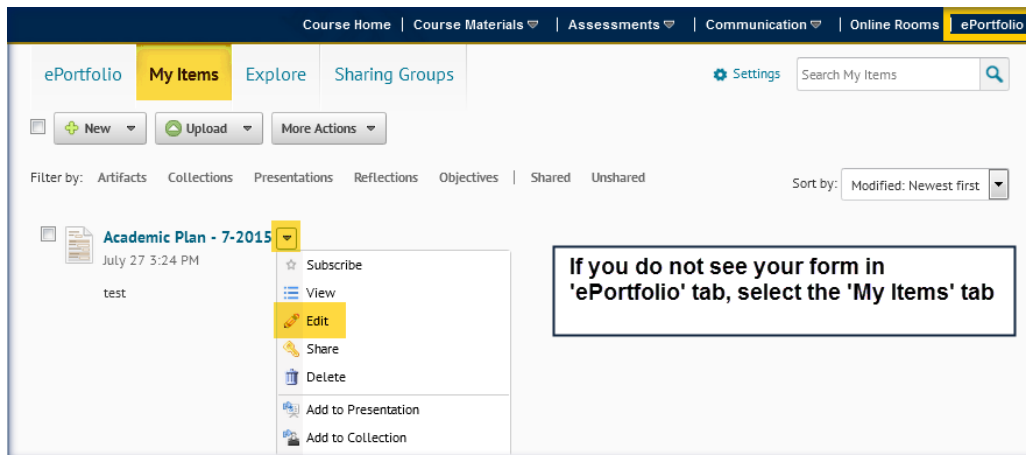 Course Home | Course Materials | Assessments | Communication | Online Rooms | ePortfolio
ePortfolio My Items Explore Sharing Groups Settings Search My Items
New Upload More Actions
Filter by: Artifacts Collections Presentations Reflections Objectives | Shared Unshared Sort by: Modified: Newest first
Academic Plan - 7-2015
July 27 3:24 PM
test
Subscribe
View
Edit
Share
Delete
Add to Presentation
Add to Collection
If you do not see your form in
'ePortfolio' tab, select the 'My Items' tab